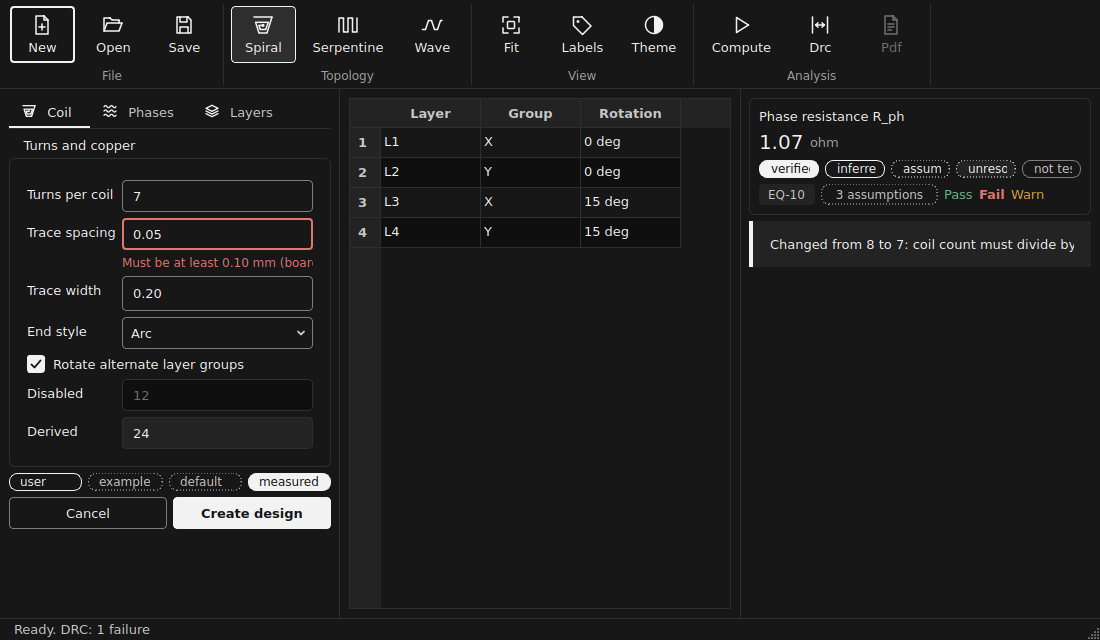 New
Open
Save
File
Spiral
Serpentine
Wave
Topology
Fit
Labels
Theme
View
Compute
Drc
Pdf
Analysis
Coil
Phases
Layers
Turns and copper
Turns per coil 7
Trace spacing 0.05
Must be at least 0.10 mm (boar
Trace width 0.20
End style Arc
Rotate alternate layer groups
Disabled 12
Derived 24
user example default measured
Cancel Create design
Layer Group Rotation
1 L1 X 0 deg
2 L2 Y 0 deg
3 L3 X 15 deg
4 L4 Y 15 deg
Phase resistance R_ph
1.07 ohm
verifie inferre assum unreso not tes
EQ-10 3 assumptions Pass Fail Warn
Changed from 8 to 7: coil count must divide by
Ready. DRC: 1 failure